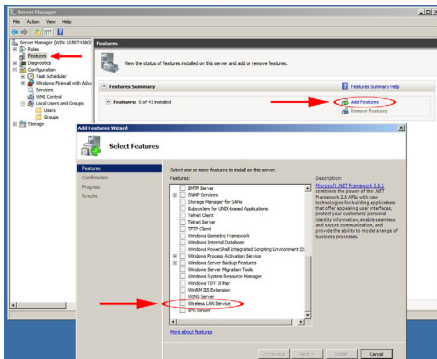 Server Manager
File Action View Help
Server Manager (WIN-
Roles
Features
Diagnostics
Configuration
Task Scheduler
Windows Firewall with Adva
Services
WMI Control
Local Users and Groups
Users
Groups
Storage
Features
View the status of features installed on this server and add or remove features.
Features Summary
Features Summary Help
Features: 0 of 41 installed
Add Features
Remove Features
Add Features Wizard
Select Features
Features
Confirmation
Progress
Results
Select one or more features to install on this server.
Features:
SMTP Server
SNMP Services
Storage Manager for SANs
Subsystem for UNIX-based Applications
Telnet Client
Telnet Server
TFTP Client
Windows Biometric Framework
Windows Internal Database
Windows PowerShell Integrated Scripting Environment (I
Windows Process Activation Service
Windows Server Backup Features
Windows Server Migration Tools
Windows System Resource Manager
Windows TIFF IFilter
WinRM IIS Extension
WINS Server
Wireless LAN Service
XPS Viewer
Description:
Microsoft .NET Framework 3.5.1
combines the power of the .NET
Framework 2.0 APIs with new
technologies for building applications
that offer appealing user interfaces,
protect your customers' personal
identity information, enable seamless
and secure communication, and
provide the ability to model a range of
business processes.
More about features
< Previous Next > Install Cancel